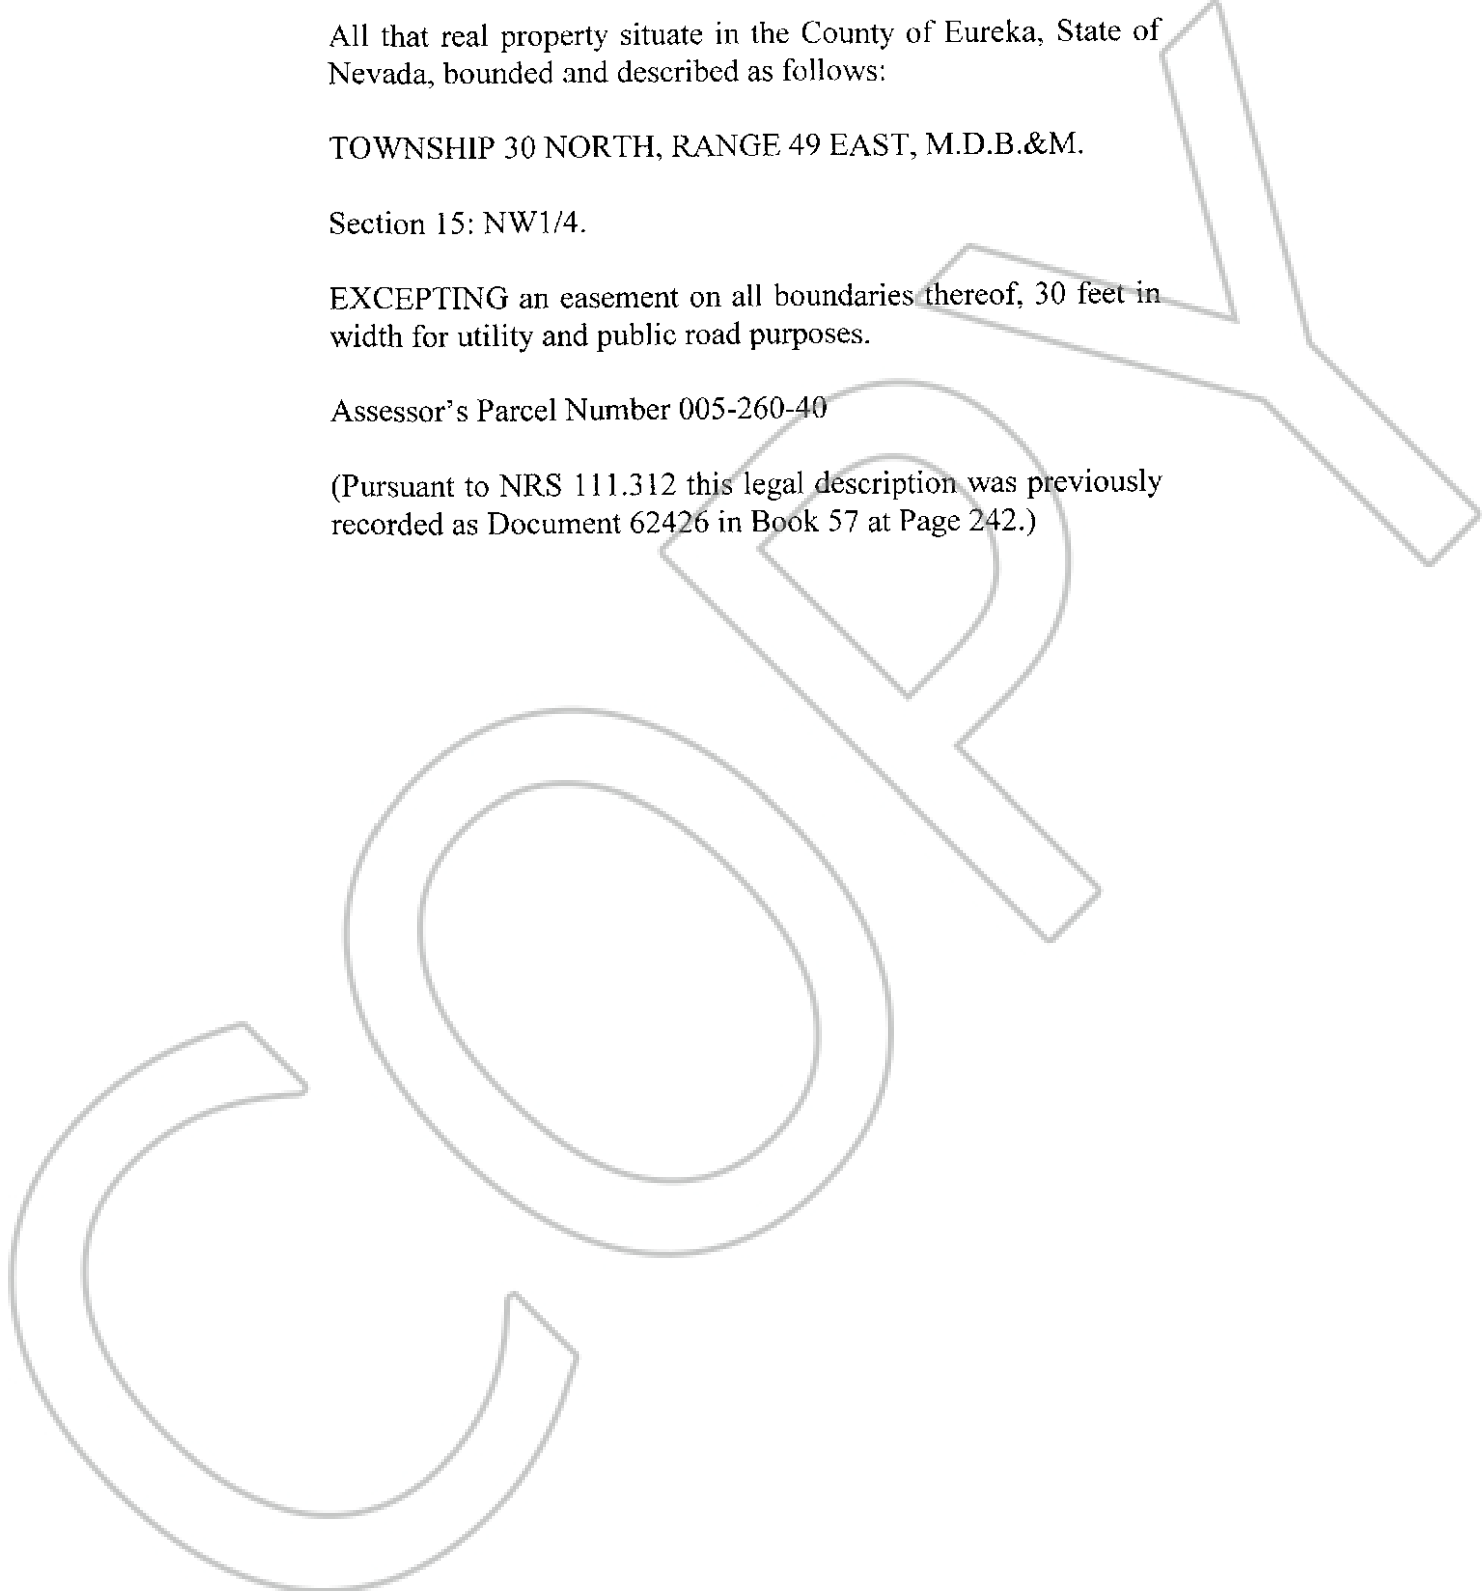 All that real property situate in the County of Eureka, State of
Nevada, bounded and described as follows:
TOWNSHIP 30 NORTH, RANGE 49 EAST, M.D.B.&M.
Section 15: NW1/4.
EXCEPTING an easement on all boundaries thereof, 30 feet in
width for utility and public road purposes.
Assessor's Parcel Number 005-260-40
(Pursuant to NRS 111.312 this legal description was previously
recorded as Document 62426 in Book 57 at Page 242.)
COPY